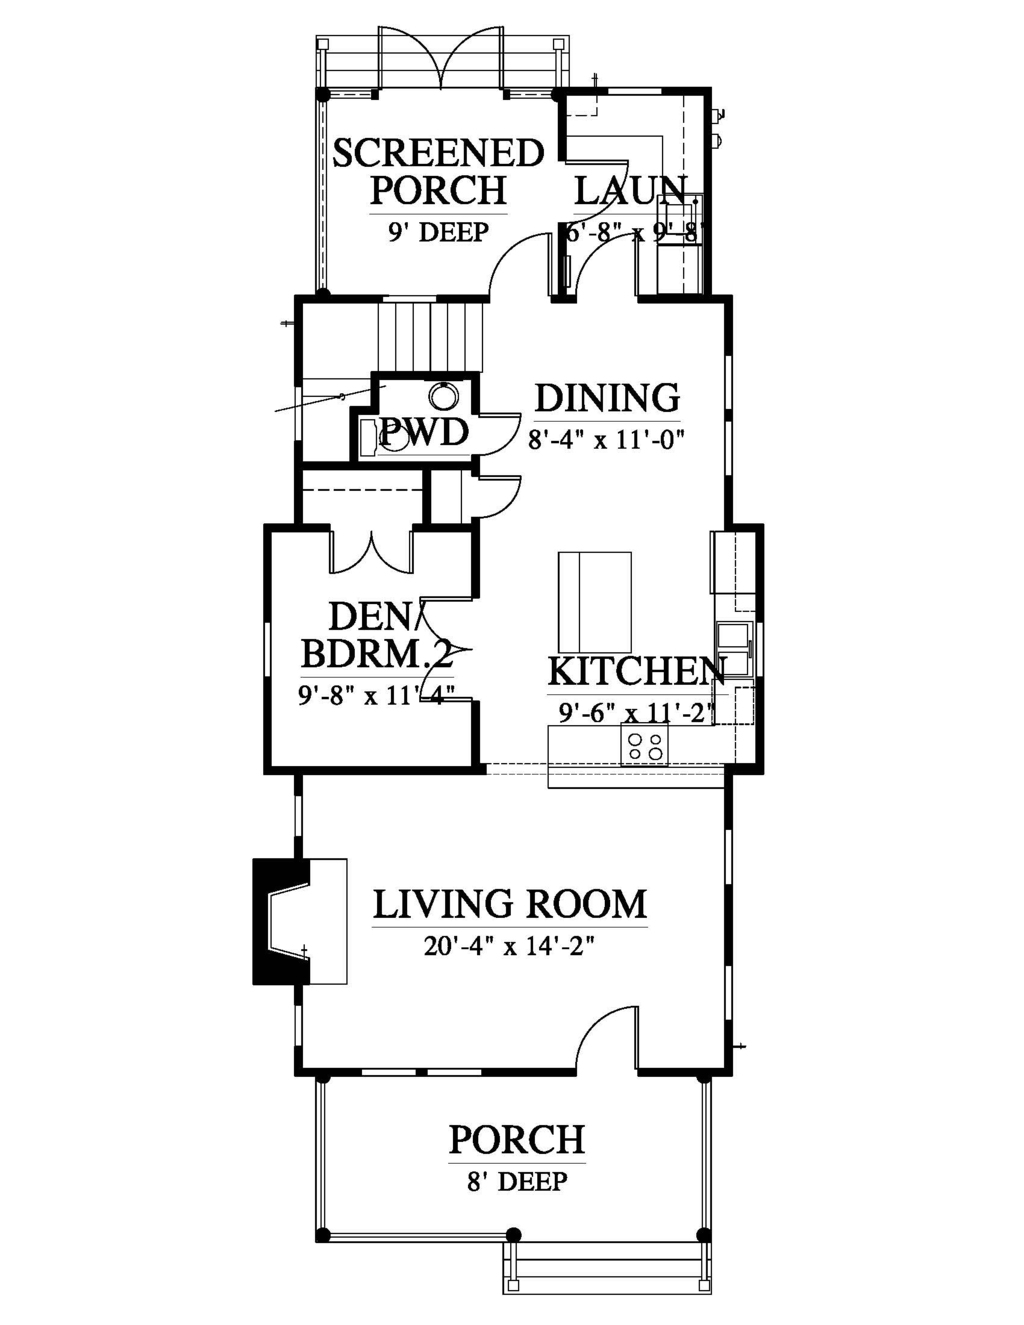 SCREENED
PORCH
9' DEEP
LAUN
6'-8" x 9'-8"
DINING
8'-4" x 11'-0"
PWD
DEN/
BDRM.2
9'-8" x 11'-4"
KITCHEN
9'-6" x 11'-2"
LIVING ROOM
20'-4" x 14'-2"
PORCH
8' DEEP